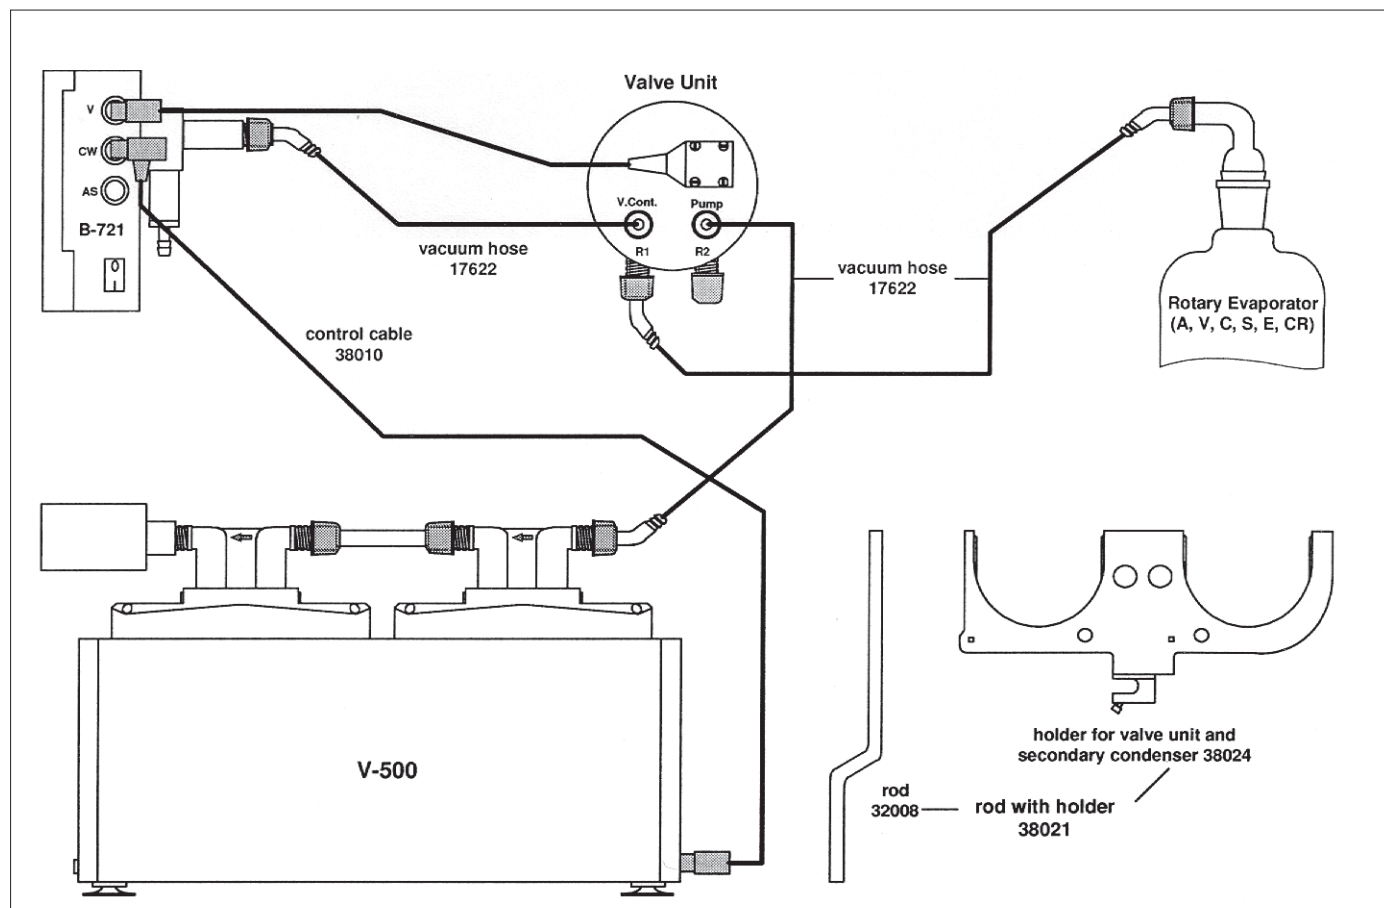 Valve Unit
V
CW
AS
B-721
V.Cont.
Pump
R1
R2
vacuum hose
17622
vacuum hose
17622
Rotary Evaporator
(A, V, C, S, E, CR)
control cable
38010
V-500
holder for valve unit and
secondary condenser 38024
rod
32008
rod with holder
38021